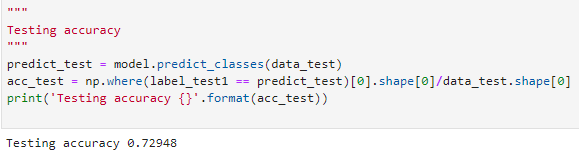 """
Testing accuracy
"""
predict_test = model.predict_classes(data_test)
acc_test = np.where(label_test1 == predict_test)[0].shape[0]/data_test.shape[0]
print('Testing accuracy {}'.format(acc_test))
Testing accuracy 0.72948